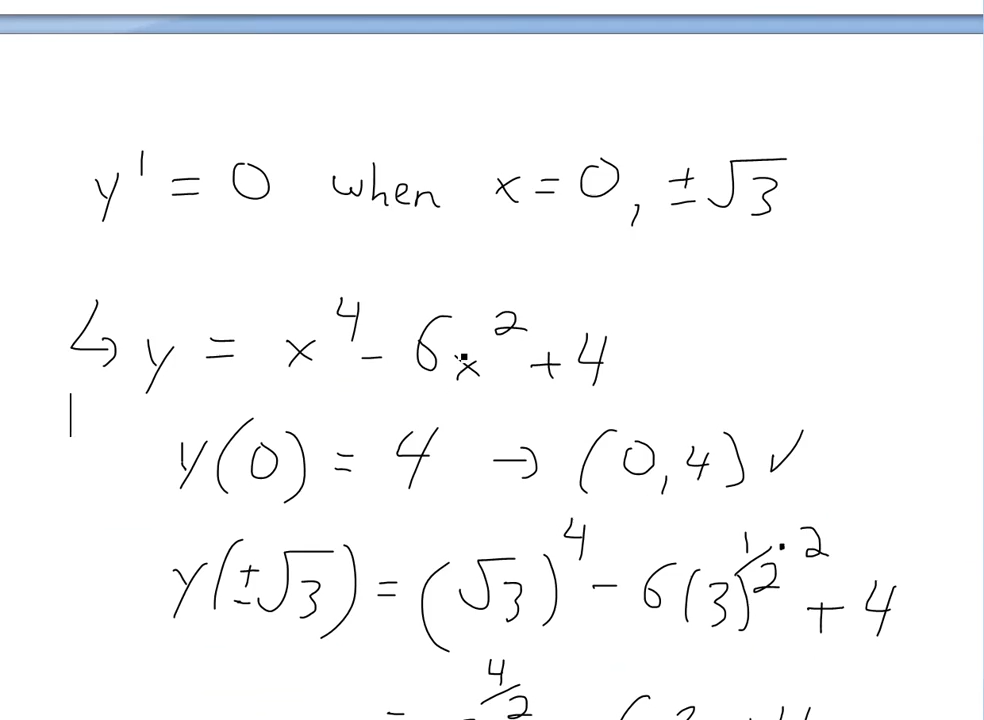 y' = 0 when x = 0, ±√3
↳ y = x⁴ - 6x² + 4
y(0) = 4 → (0, 4) ✓
y(±√3) = (√3)⁴ - 6(3)^(1/2 · 2) + 4